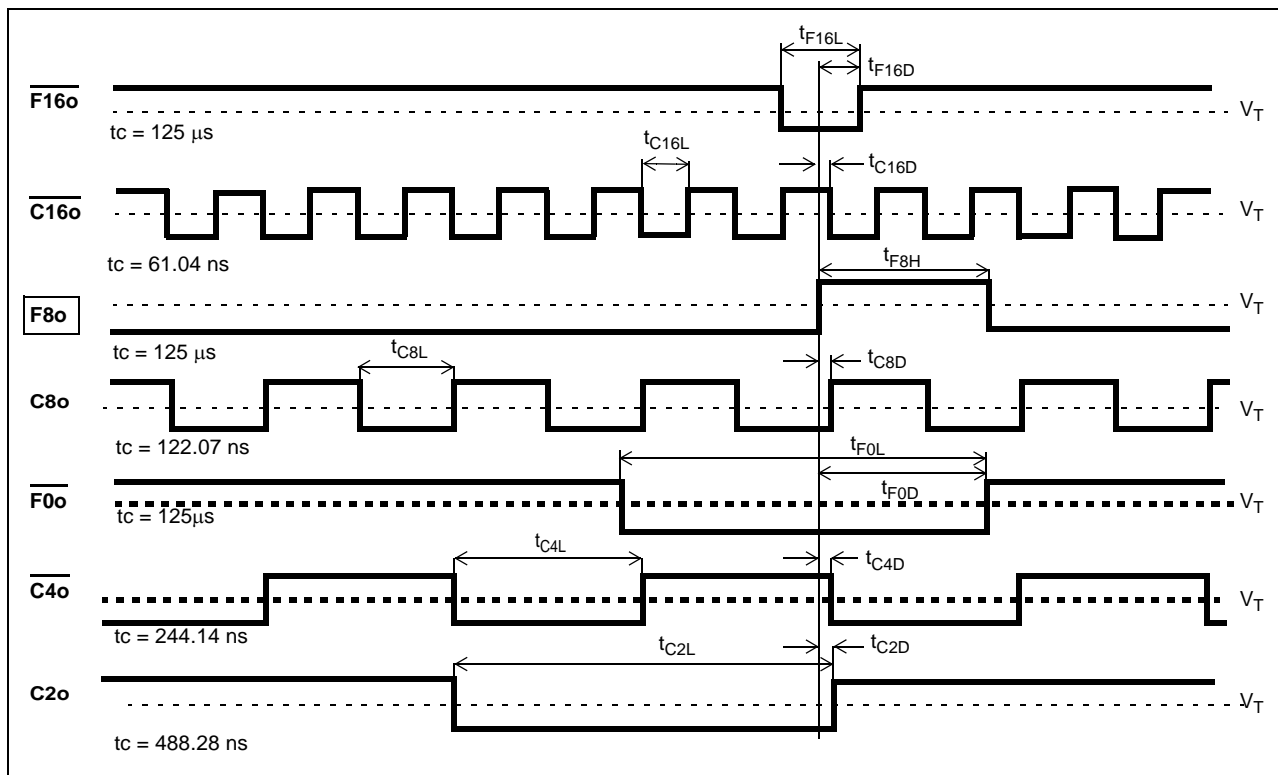 tF16L
tF16D
F16o
VT
tc = 125 μs
tC16L
tC16D
C16o
VT
tc = 61.04 ns
tF8H
F8o
VT
tc = 125 μs
tC8L
tC8D
C8o
VT
tc = 122.07 ns
tF0L
F0o
tF0D
VT
tc = 125μs
tC4L
tC4D
C4o
VT
tc = 244.14 ns
tC2L
tC2D
C2o
VT
tc = 488.28 ns